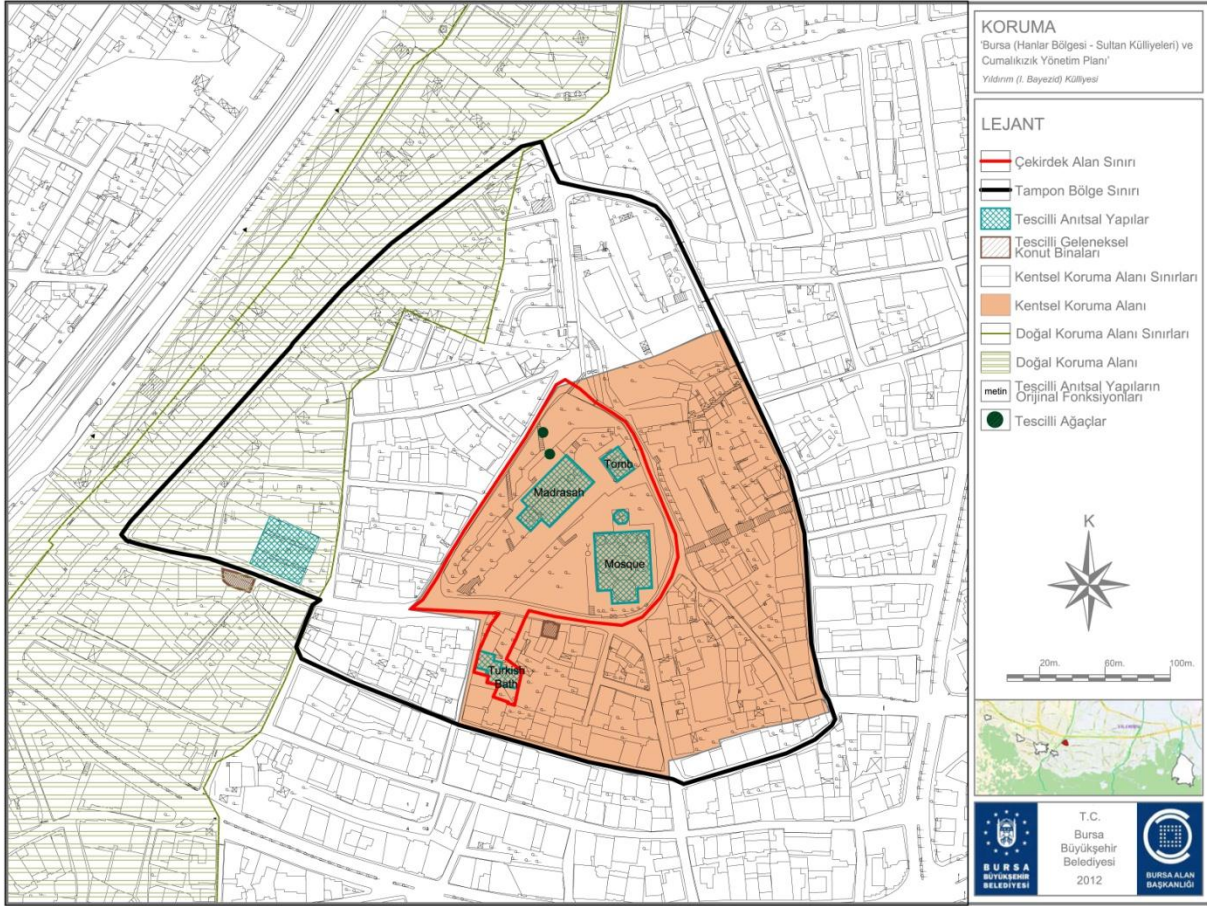 KORUMA
'Bursa (Hanlar Bölgesi - Sultan Külliyeleri) ve
Cumalıkızık Yönetim Planı'
Yıldırım (I. Bayezid) Külliyesi
LEJANT
Çekirdek Alan Sınırı
Tampon Bölge Sınırı
Tescilli Anıtsal Yapılar
Tescilli Geleneksel
Konut Binaları
Kentsel Koruma Alanı Sınırları
Kentsel Koruma Alanı
Doğal Koruma Alanı Sınırları
Doğal Koruma Alanı
metin
Tescilli Anıtsal Yapıların
Orijinal Fonksiyonları
Tescilli Ağaçlar
Tomb
Madrasah
Mosque
Turkish
Bath
K
20m. 60m. 100m.
BURSA
BÜYÜKŞEHİR
BELEDİYESİ
T.C.
Bursa
Büyükşehir
Belediyesi
2012
BURSA ALAN
BAŞKANLIĞI